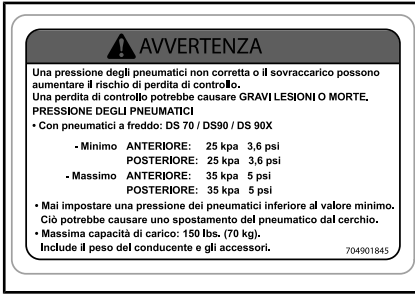 AVVERTENZA
Una pressione degli pneumatici non corretta o il sovraccarico possono
aumentare il rischio di perdita di controllo.
Una perdita di controllo potrebbe causare GRAVI LESIONI O MORTE.
PRESSIONE DEGLI PNEUMATICI
• Con pneumatici a freddo: DS 70 / DS90 / DS 90X
- Minimo ANTERIORE: 25 kpa 3,6 psi
POSTERIORE: 25 kpa 3,6 psi
- Massimo ANTERIORE: 35 kpa 5 psi
POSTERIORE: 35 kpa 5 psi
• Mai impostare una pressione dei pneumatici inferiore al valore minimo.
Ciò potrebbe causare uno spostamento del pneumatico dal cerchio.
• Massima capacità di carico: 150 lbs. (70 kg).
Include il peso del conducente e gli accessori.
704901845